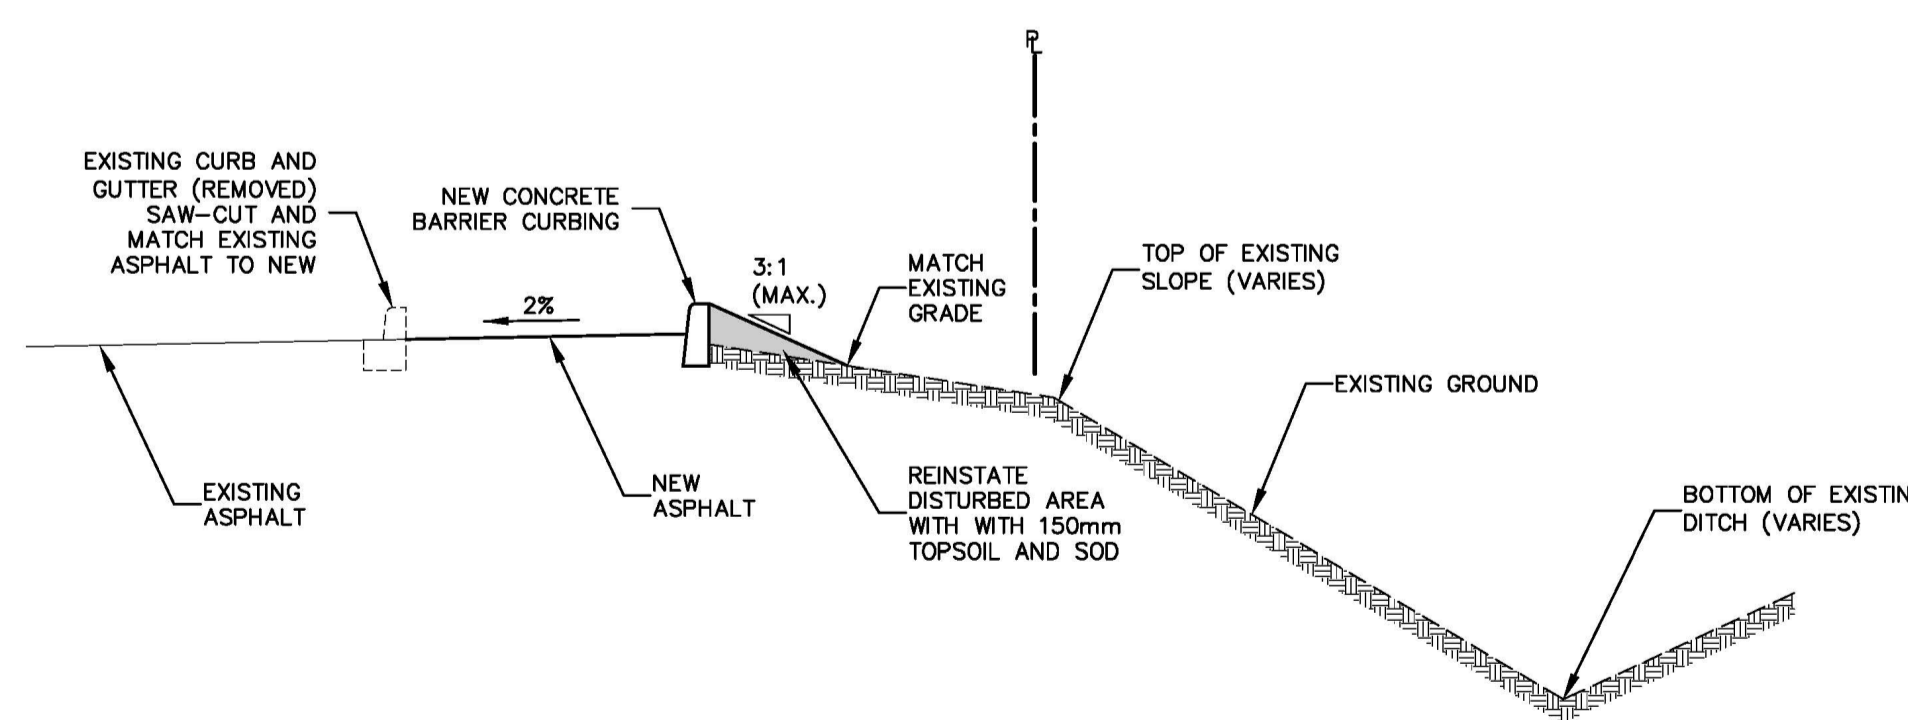 PL
EXISTING CURB AND
GUTTER (REMOVED)
SAW-CUT AND
MATCH EXISTING
ASPHALT TO NEW
NEW CONCRETE
BARRIER CURBING
2%
3:1
(MAX.)
MATCH
EXISTING
GRADE
TOP OF EXISTING
SLOPE (VARIES)
EXISTING GROUND
EXISTING
ASPHALT
NEW
ASPHALT
REINSTATE
DISTURBED AREA
WITH WITH 150mm
TOPSOIL AND SOD
BOTTOM OF EXISTIN
DITCH (VARIES)